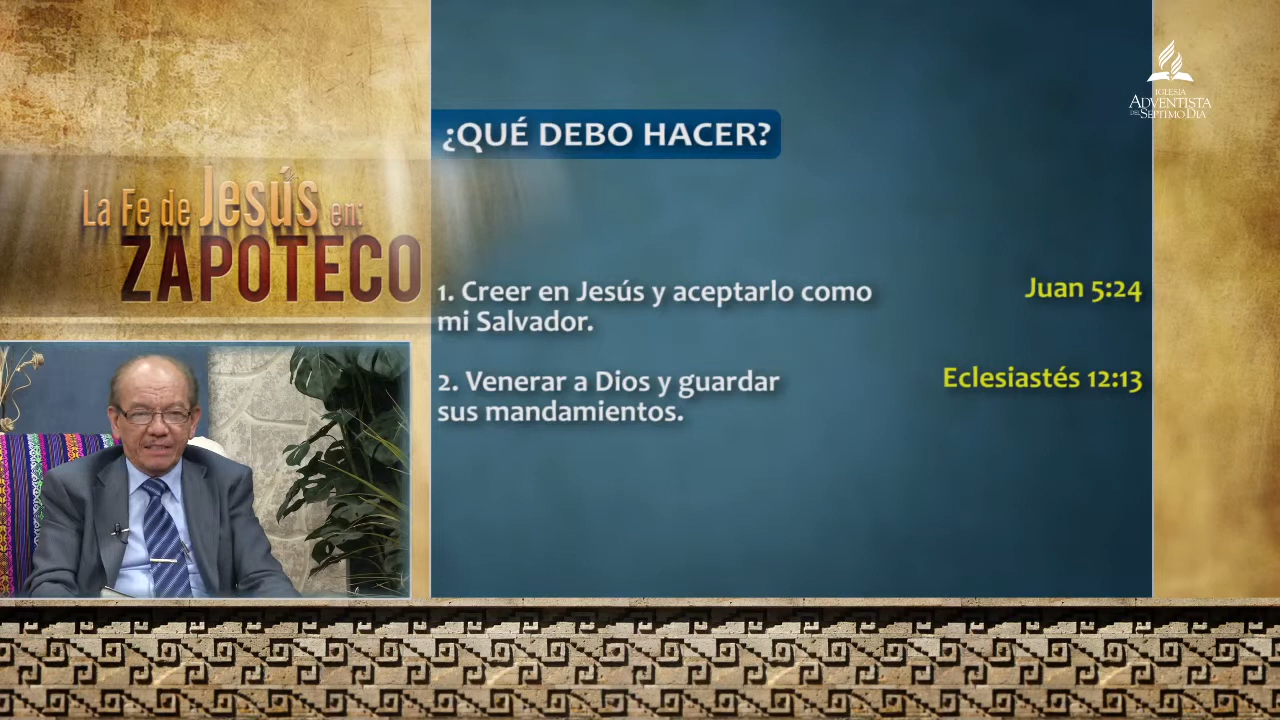 IGLESIA
ADVENTISTA
DEL SÉPTIMO DÍA
¿QUÉ DEBO HACER?
La Fe de Jesús en:
ZAPOTECO
1. Creer en Jesús y aceptarlo como
mi Salvador.
Juan 5:24
2. Venerar a Dios y guardar
sus mandamientos.
Eclesiastés 12:13